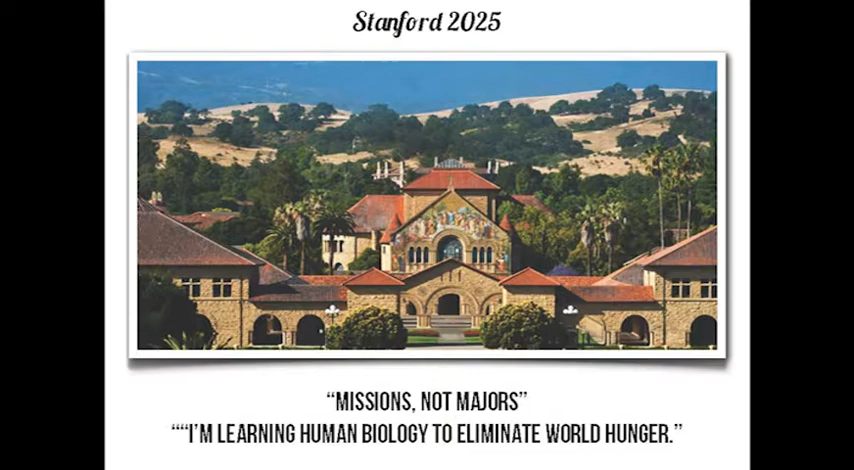 Stanford 2025
“MISSIONS, NOT MAJORS”
““I’M LEARNING HUMAN BIOLOGY TO ELIMINATE WORLD HUNGER.”